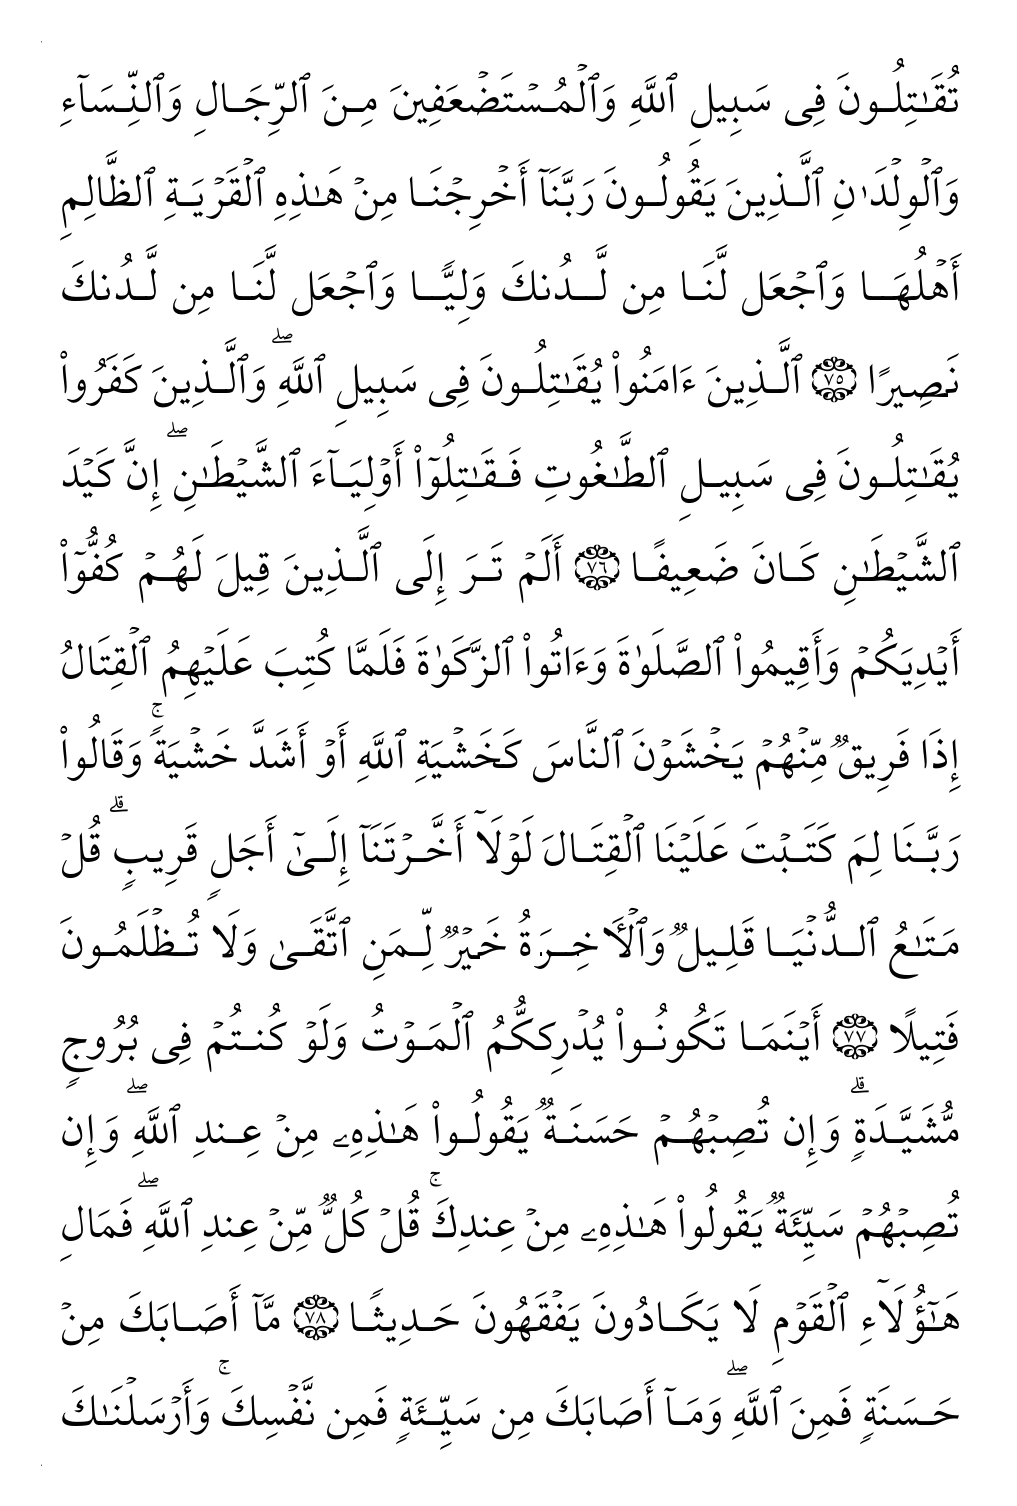 تُقَٰتِلُونَ فِى سَبِيلِ ٱللَّهِ وَٱلْمُسْتَضْعَفِينَ مِنَ ٱلرِّجَالِ وَٱلنِّسَآءِ
وَٱلْوِلْدَٰنِ ٱلَّذِينَ يَقُولُونَ رَبَّنَآ أَخْرِجْنَا مِنْ هَٰذِهِ ٱلْقَرْيَةِ ٱلظَّالِمِ
أَهْلُهَا وَٱجْعَل لَّنَا مِن لَّدُنكَ وَلِيًّا وَٱجْعَل لَّنَا مِن لَّدُنكَ
نَصِيرًا ٧٥ ٱلَّذِينَ ءَامَنُوا۟ يُقَٰتِلُونَ فِى سَبِيلِ ٱللَّهِ ۖ وَٱلَّذِينَ كَفَرُوا۟
يُقَٰتِلُونَ فِى سَبِيلِ ٱلطَّٰغُوتِ فَقَٰتِلُوٓا۟ أَوْلِيَآءَ ٱلشَّيْطَٰنِ ۖ إِنَّ كَيْدَ
ٱلشَّيْطَٰنِ كَانَ ضَعِيفًا ٧٦ أَلَمْ تَرَ إِلَى ٱلَّذِينَ قِيلَ لَهُمْ كُفُّوٓا۟
أَيْدِيَكُمْ وَأَقِيمُوا۟ ٱلصَّلَوٰةَ وَءَاتُوا۟ ٱلزَّكَوٰةَ فَلَمَّا كُتِبَ عَلَيْهِمُ ٱلْقِتَالُ
إِذَا فَرِيقٌ مِّنْهُمْ يَخْشَوْنَ ٱلنَّاسَ كَخَشْيَةِ ٱللَّهِ أَوْ أَشَدَّ خَشْيَةً ۚ وَقَالُوا۟
رَبَّنَا لِمَ كَتَبْتَ عَلَيْنَا ٱلْقِتَالَ لَوْلَآ أَخَّرْتَنَآ إِلَىٰٓ أَجَلٍ قَرِيبٍ ۗ قُلْ
مَتَٰعُ ٱلدُّنْيَا قَلِيلٌ وَٱلْـَٔاخِرَةُ خَيْرٌ لِّمَنِ ٱتَّقَىٰ وَلَا تُظْلَمُونَ
فَتِيلًا ٧٧ أَيْنَمَا تَكُونُوا۟ يُدْرِككُّمُ ٱلْمَوْتُ وَلَوْ كُنتُمْ فِى بُرُوجٍ
مُّشَيَّدَةٍ ۗ وَإِن تُصِبْهُمْ حَسَنَةٌ يَقُولُوا۟ هَٰذِهِۦ مِنْ عِندِ ٱللَّهِ ۖ وَإِن
تُصِبْهُمْ سَيِّئَةٌ يَقُولُوا۟ هَٰذِهِۦ مِنْ عِندِكَ ۚ قُلْ كُلٌّ مِّنْ عِندِ ٱللَّهِ ۖ فَمَالِ
هَٰٓؤُلَآءِ ٱلْقَوْمِ لَا يَكَادُونَ يَفْقَهُونَ حَدِيثًا ٧٨ مَّآ أَصَابَكَ مِنْ
حَسَنَةٍ فَمِنَ ٱللَّهِ ۖ وَمَآ أَصَابَكَ مِن سَيِّئَةٍ فَمِن نَّفْسِكَ ۚ وَأَرْسَلْنَٰكَ